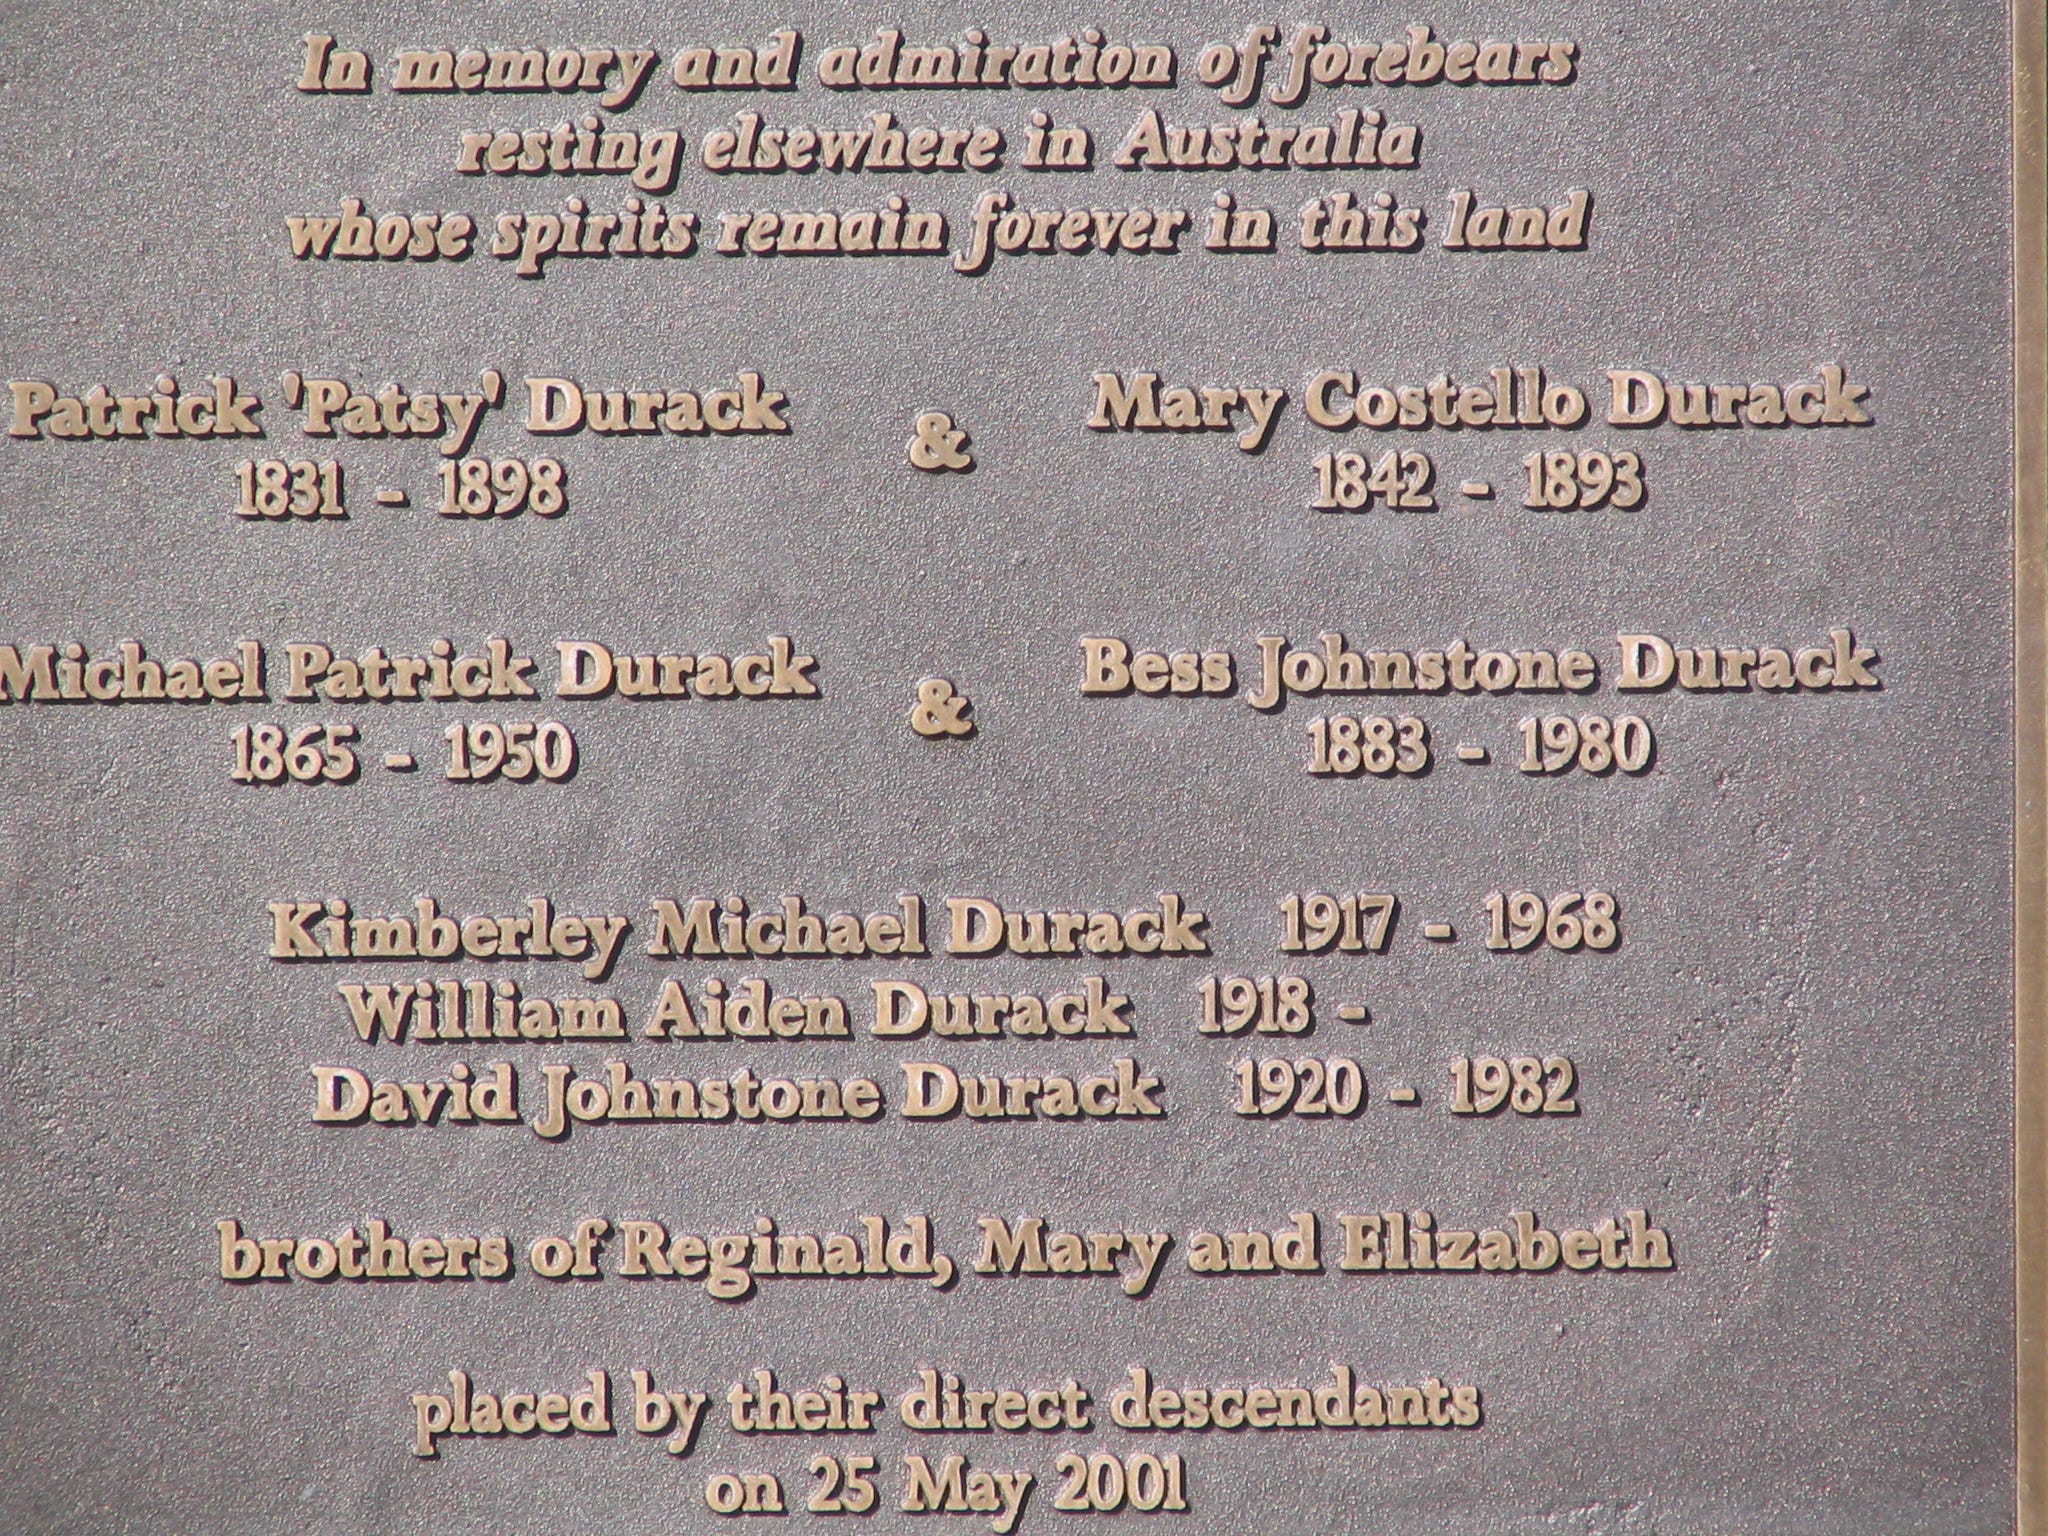 In memory and admiration of forebears
resting elsewhere in Australia
whose spirits remain forever in this land
Patrick 'Patsy' Durack & Mary Costello Durack
1831 - 1898 1842 - 1893
Michael Patrick Durack & Bess Johnstone Durack
1865 - 1950 1883 - 1980
Kimberley Michael Durack 1917 - 1968
William Aiden Durack 1918 -
David Johnstone Durack 1920 - 1982
brothers of Reginald, Mary and Elizabeth
placed by their direct descendants
on 25 May 2001